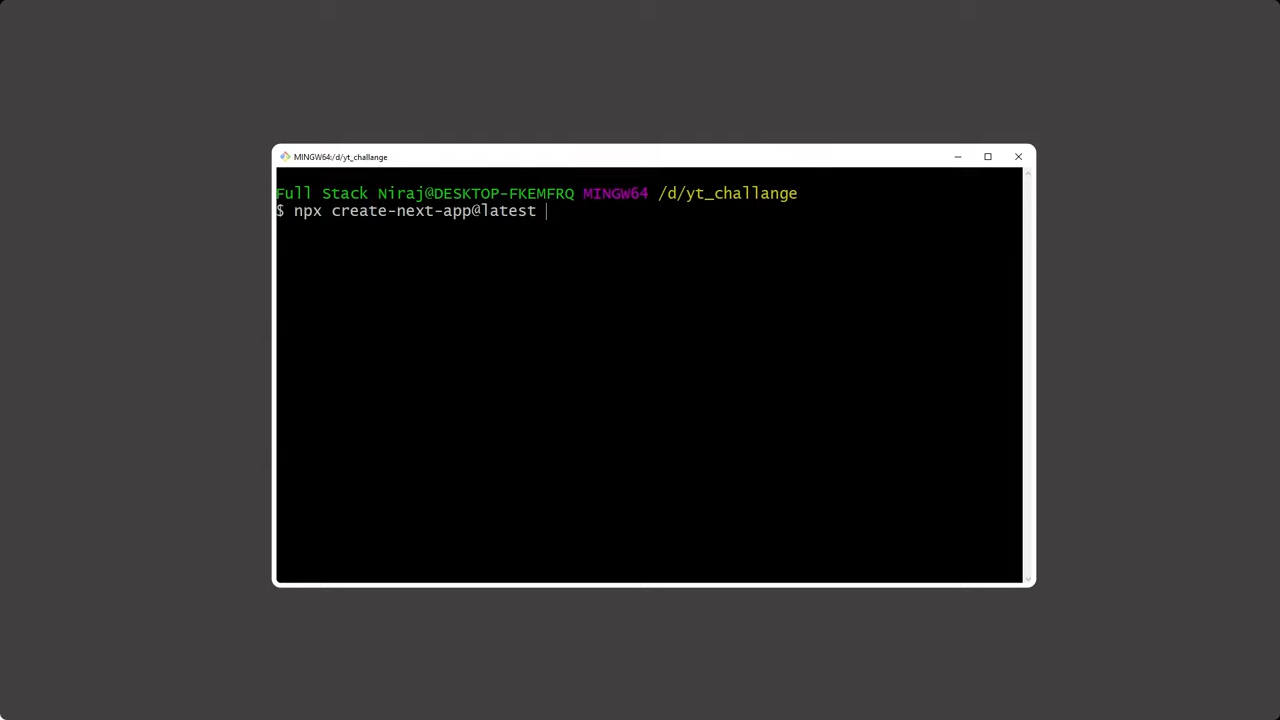 MINGW64:/d/yt_challange
Full Stack Niraj@DESKTOP-FKEMFRQ MINGW64 /d/yt_challange
$ npx create-next-app@latest